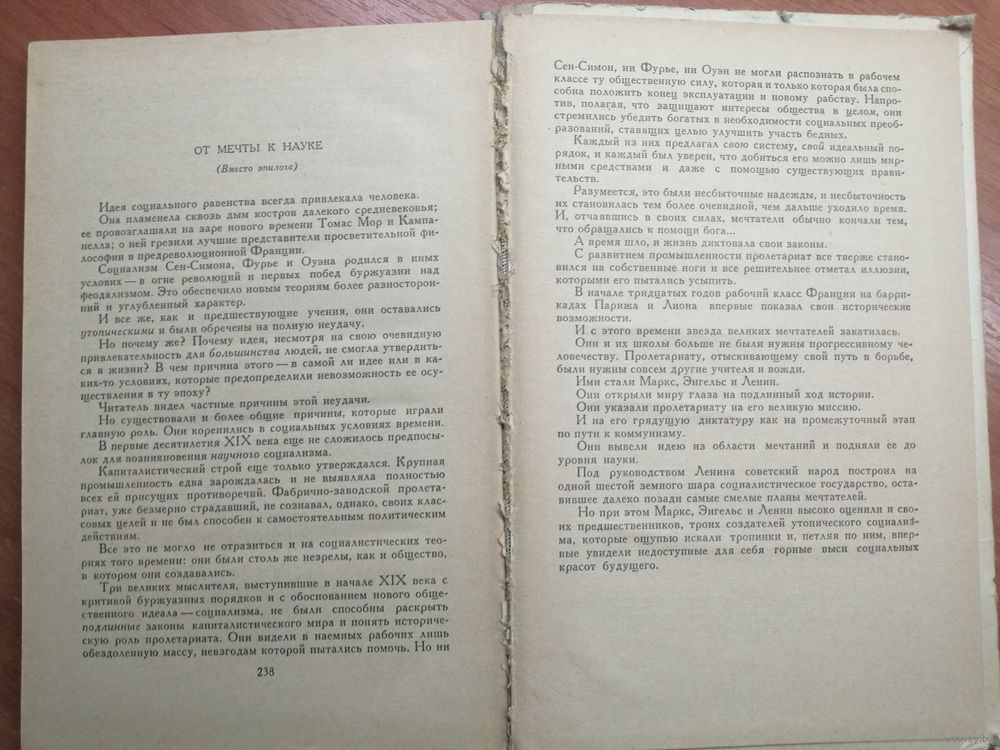 ОТ МЕЧТЫ К НАУКЕ
(Вместо эпилога)
Идея социального равенства всегда привлекала человека.
Она пламенела сквозь дым костров далекого средневековья;
ее провозглашали на заре нового времени Томас Мор и Кампа-
нелла; о ней грезили лучшие представители просветительной фи-
лософии в предреволюционной Франции.
Социализм Сен-Симона, Фурье и Оуэна родился в иных
условиях — в огне революций и первых побед буржуазии над
феодализмом. Это обеспечило новым теориям более разносторон-
ний и углубленный характер.
И все же, как и предшествующие учения, они оставались
утопическими и были обречены на полную неудачу.
Но почему же? Почему идея, несмотря на свою очевидную
привлекательность для большинства людей, не смогла утвердить-
ся в жизни? В чем причина этого — в самой ли идее или в ка-
ких-то условиях, которые предопределили невозможность ее осу-
ществления в ту эпоху?
Читатель видел частные причины этой неудачи.
Но существовали и более общие причины, которые играли
главную роль. Они коренились в социальных условиях времени.
В первые десятилетия XIX века еще не сложилось предпосы-
лок для возникновения научного социализма.
Капиталистический строй еще только утверждался. Крупная
промышленность едва зарождалась и не выявляла полностью
всех ей присущих противоречий. Фабрично-заводской пролета-
риат, уже безмерно страдавший, не сознавал, однако, своих клас-
совых целей и не был способен к самостоятельным политическим
действиям.
Все это не могло не отразиться и на социалистических тео-
риях того времени: они были столь же незрелы, как и общество,
в котором они создавались.
Три великих мыслителя, выступившие в начале XIX века с
критикой буржуазных порядков и с обоснованием нового обще-
ственного идеала — социализма, не были способны раскрыть
подлинные законы капиталистического мира и понять историче-
скую роль пролетариата. Они видели в наемных рабочих лишь
обездоленную массу, невзгодам которой пытались помочь. Но ни
238
Сен-Симон, ни Фурье, ни Оуэн не могли распознать в рабочем
классе ту общественную силу, которая и только которая была спо-
собна положить конец эксплуатации и новому рабству. Напро-
тив, полагая, что защищают интересы общества в целом, они
стремились убедить богатых в необходимости социальных преоб-
разований, ставящих целью улучшить участь бедных.
Каждый из них предлагал свою систему, свой идеальный по-
рядок, и каждый был уверен, что добиться его можно лишь мир-
ными средствами и даже с помощью существующих прави-
тельств.
Разумеется, это были несбыточные надежды, и несбыточность
их становилась тем более очевидной, чем дальше уходило время.
И, отчаявшись в своих силах, мечтатели обычно кончали тем,
что обращались к помощи бога...
А время шло, и жизнь диктовала свои законы.
С развитием промышленности пролетариат все тверже стано-
вился на собственные ноги и все решительнее отметал иллюзии,
которыми его пытались усыпить.
В начале тридцатых годов рабочий класс Франции на барри-
кадах Парижа и Лиона впервые показал свои исторические
возможности.
И с этого времени звезда великих мечтателей закатилась.
Они и их школы больше не были нужны прогрессивному че-
ловечеству. Пролетариату, отыскивающему свой путь в борьбе,
были нужны совсем другие учителя и вожди.
Ими стали Маркс, Энгельс и Ленин.
Они открыли миру глаза на подлинный ход истории.
Они указали пролетариату на его великую миссию.
И на его грядущую диктатуру как на промежуточный этап
по пути к коммунизму.
Они вывели идею из области мечтаний и подняли ее до
уровня науки.
Под руководством Ленина советский народ построил на
одной шестой земного шара социалистическое государство, оста-
вившее далеко позади самые смелые планы мечтателей.
Но при этом Маркс, Энгельс и Ленин высоко оценили и сво-
их предшественников, троих создателей утопического социализ-
ма, которые ощупью искали тропинки и, петляя по ним, впер-
вые увидели недоступные для себя горные выси социальных
красот будущего.